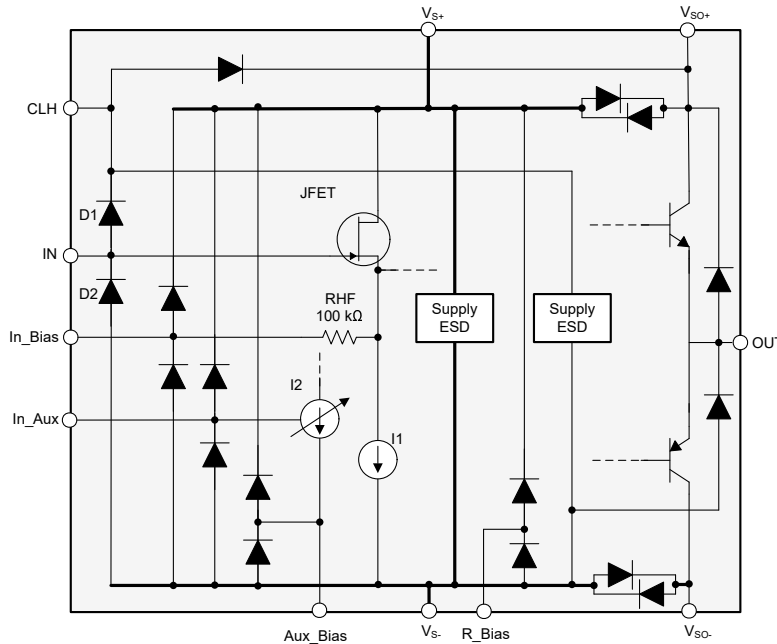 VS+
VSO+
CLH
JFET
D1
IN
D2
RHF
100 kΩ
Supply
ESD
Supply
ESD
In_Bias
OUT
I2
In_Aux
I1
Aux_Bias
VS-
R_Bias
VSO-